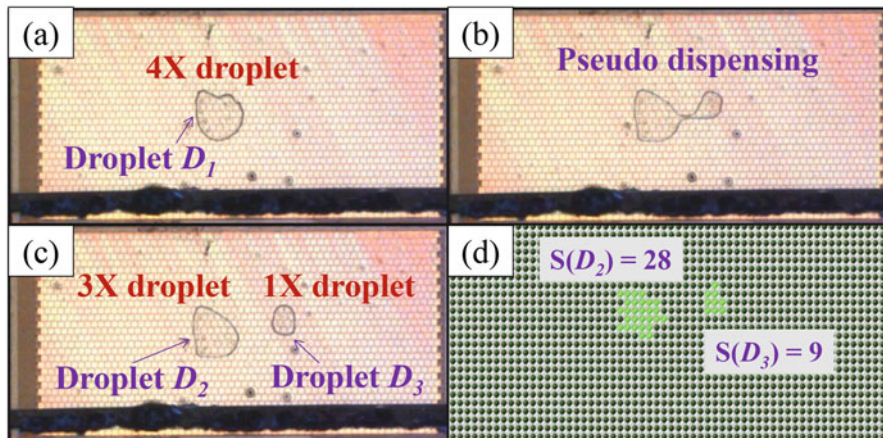 (a)
4X droplet
Droplet D₁
(b)
Pseudo dispensing
(c)
3X droplet 1X droplet
Droplet D₂ Droplet D₃
(d)
S(D₂) = 28
S(D₃) = 9